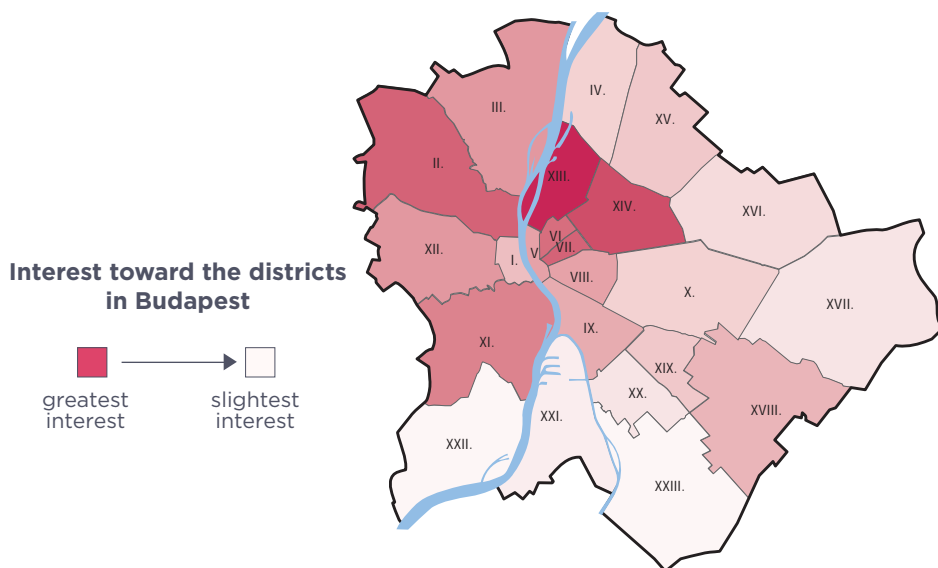 Interest toward the districts
in Budapest
greatest
interest
slightest
interest
III.
IV.
XV.
II.
XIII.
XIV.
XVI.
XII.
I.
V.
VI.
VII.
VIII.
X.
XVII.
XI.
IX.
XIX.
XX.
XVIII.
XXII.
XXI.
XXIII.